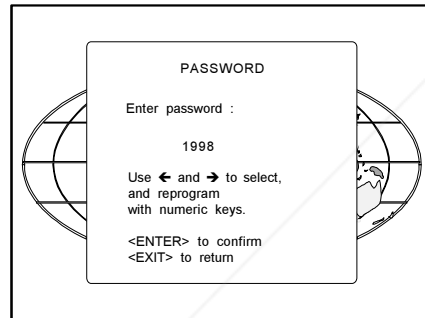 PASSWORD
Enter password :
1998
Use ← and → to select,
and reprogram
with numeric keys.
<ENTER> to confirm
<EXIT> to return